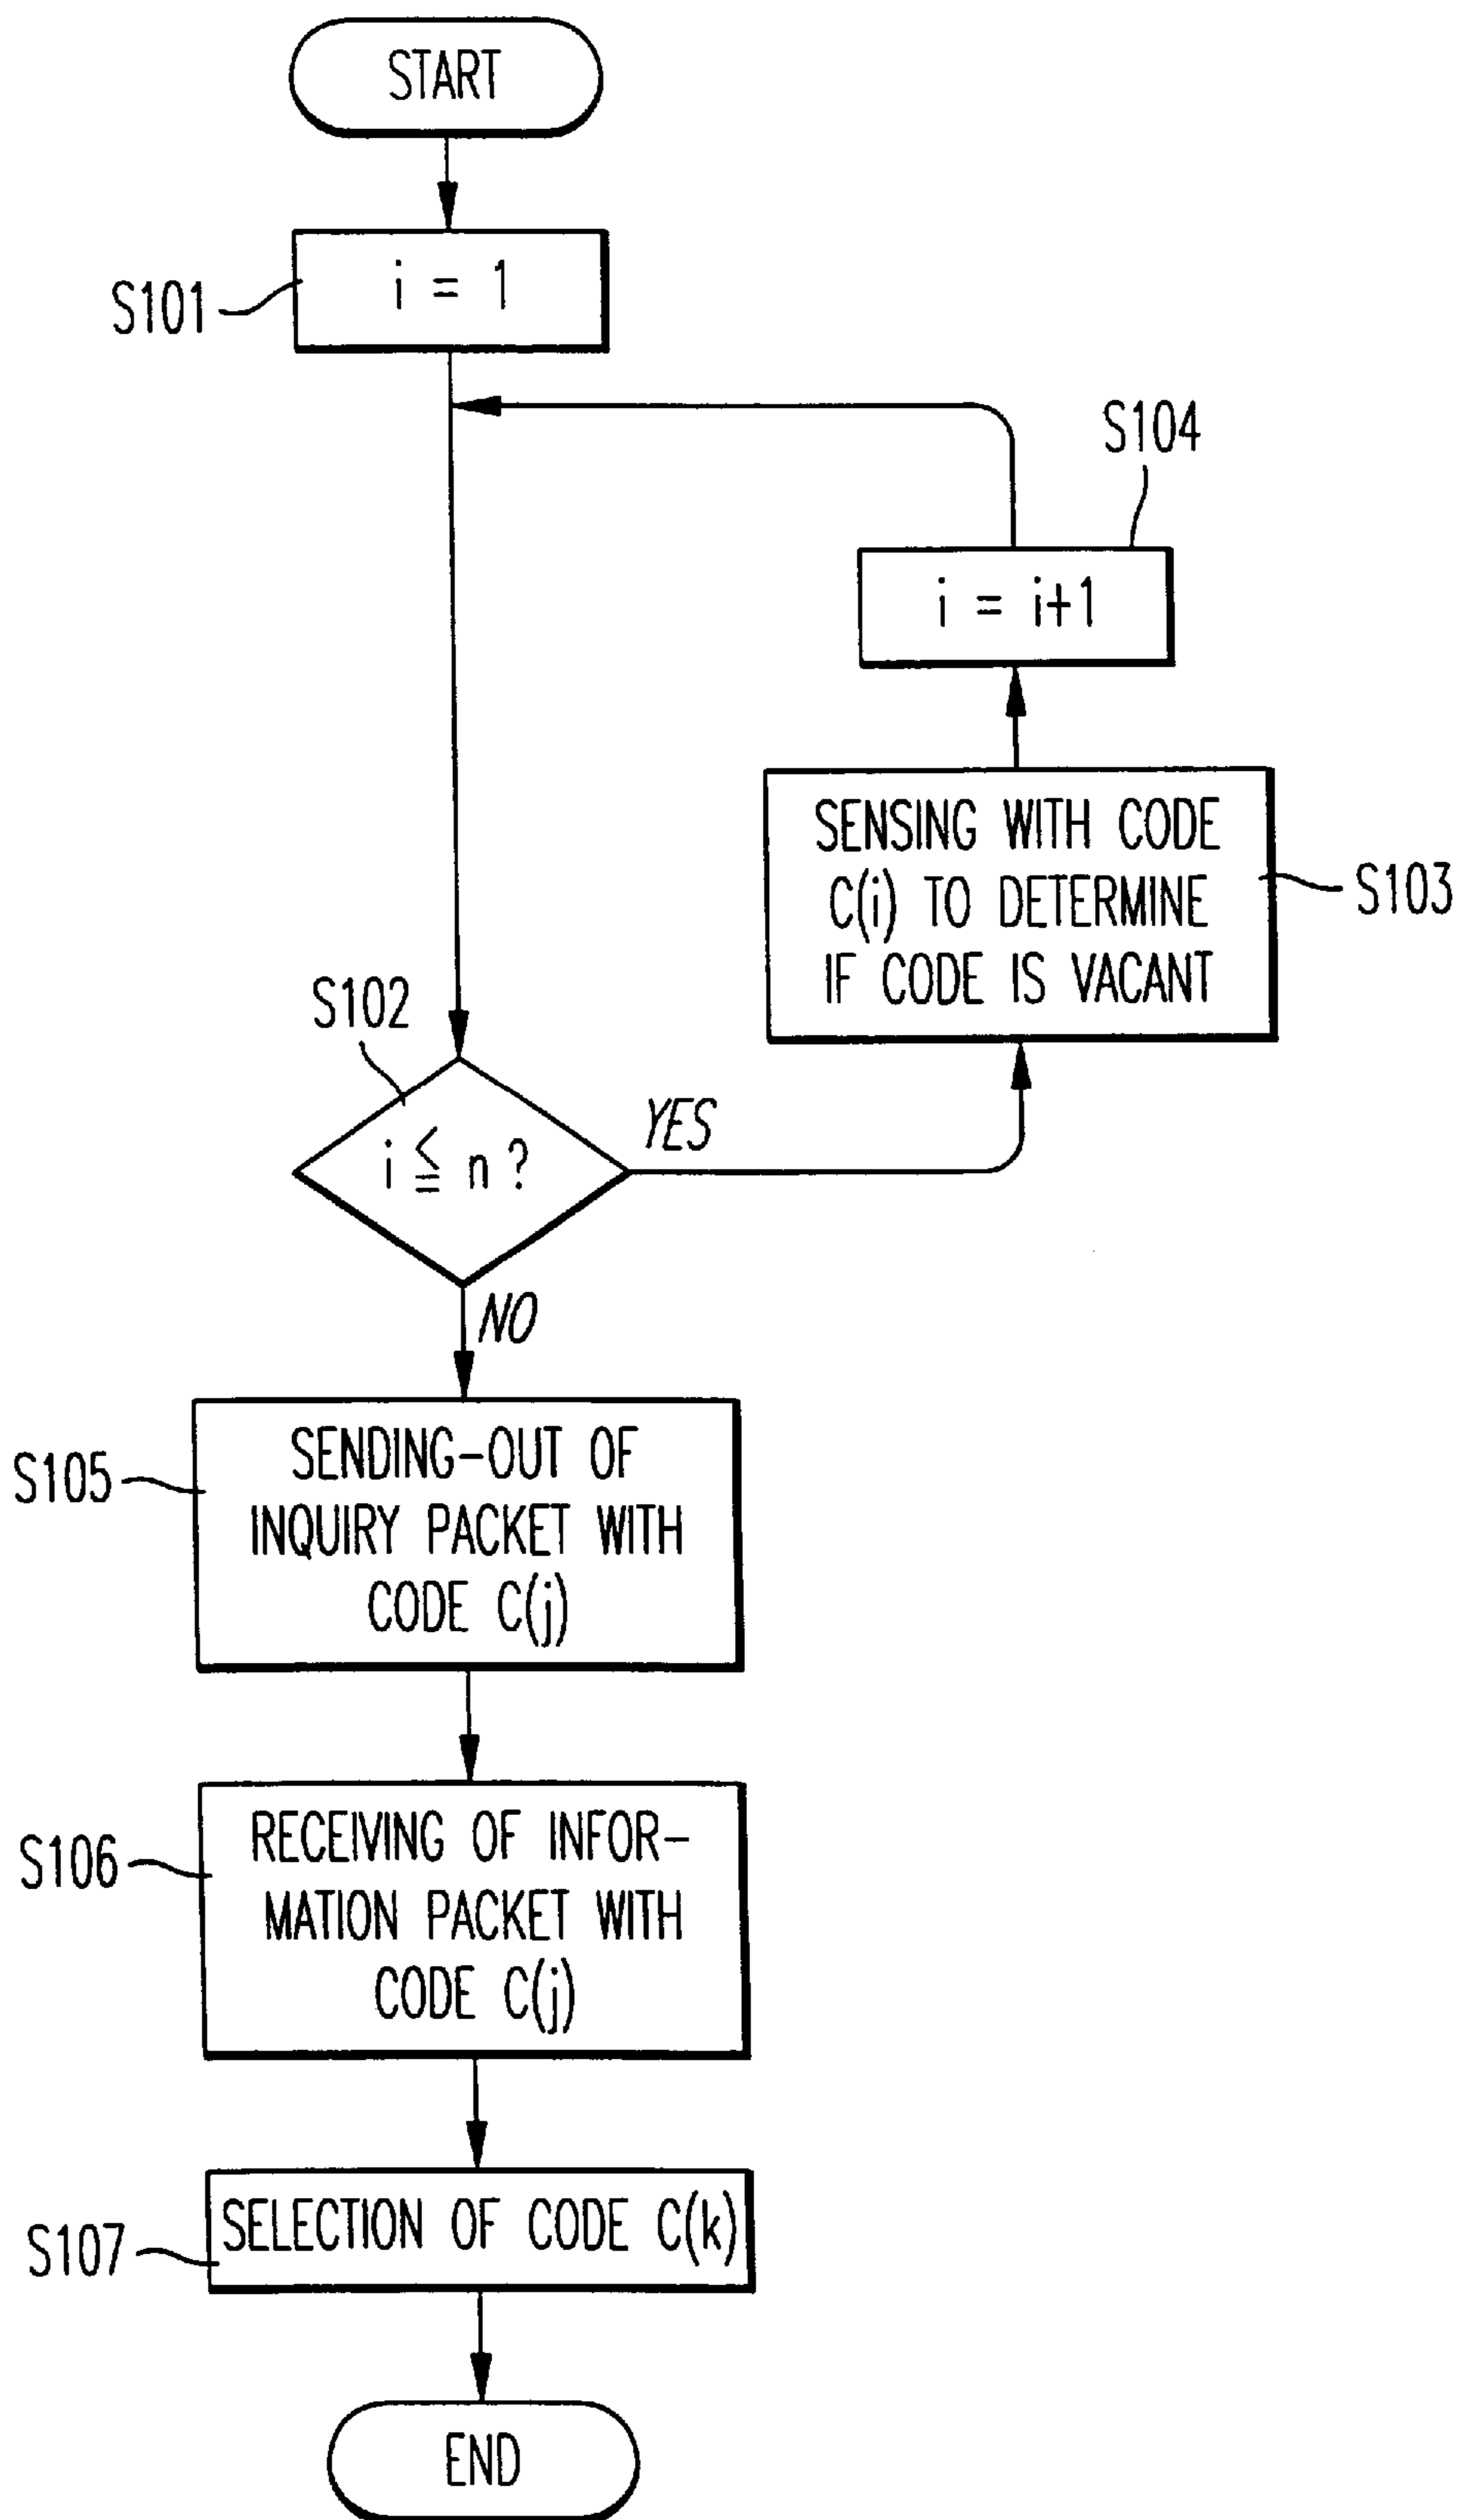 START
S101
i = 1
S104
i = i+1
SENSING WITH CODE
C(i) TO DETERMINE
IF CODE IS VACANT
S103
S102
i ≦ n?
YES
NO
S105
SENDING-OUT OF
INQUIRY PACKET WITH
CODE C(j)
S106
RECEIVING OF INFOR-
MATION PACKET WITH
CODE C(j)
S107
SELECTION OF CODE C(k)
END